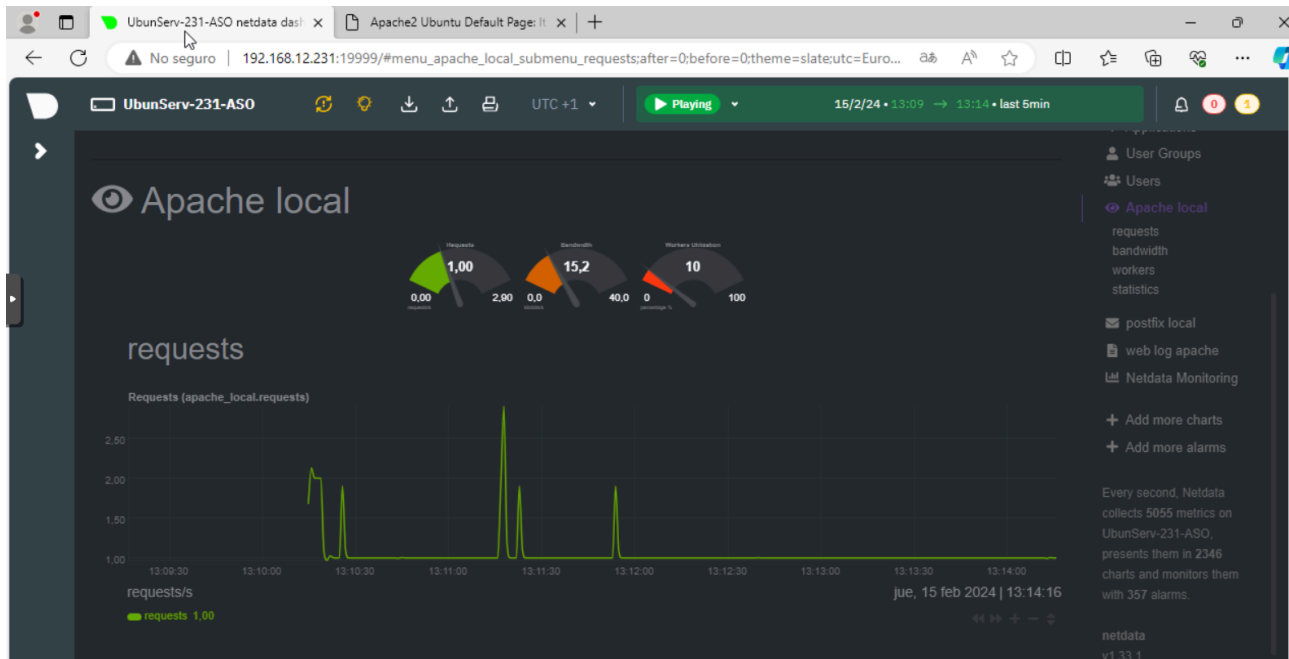 UbunServ-231-ASO netdata dash
Apache2 Ubuntu Default Page: It
No seguro
192.168.12.231:19999/#menu_apache_local_submenu_requests;after=0;before=0;theme=slate;utc=Euro...
UbunServ-231-ASO
UTC +1
Playing
15/2/24 • 13:09 → 13:14 • last 5min
0
1
Applications
User Groups
Users
Apache local
requests
bandwidth
workers
statistics
postfix local
web log apache
Netdata Monitoring
Add more charts
Add more alarms
Every second, Netdata
collects 5055 metrics on
UbunServ-231-ASO,
presents them in 2346
charts and monitors them
with 357 alarms.
netdata
v1.33.1
Apache local
Requests
1,00
0,00
2,90
requests/s
Bandwidth
15,2
0,0
40,0
Workers Utilization
10
0
100
percentage %
requests
Requests (apache_local.requests)
2,50
2,00
1,50
1,00
13:09:30
13:10:00
13:10:30
13:11:00
13:11:30
13:12:00
13:12:30
13:13:00
13:13:30
13:14:00
requests/s
jue, 15 feb 2024 | 13:14:16
requests 1,00